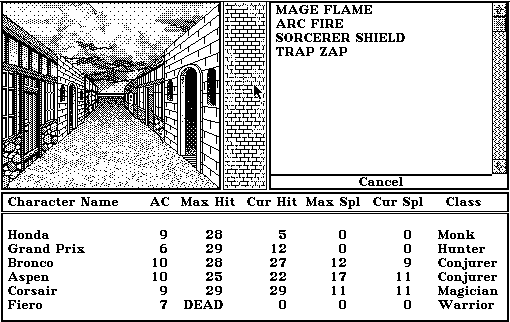 MAGE FLAME
ARC FIRE
SORCERER SHIELD
TRAP ZAP
Cancel
Character Name AC Max Hit Cur Hit Max Spl Cur Spl Class
Honda 9 28 5 0 0 Monk
Grand Prix 6 29 12 0 0 Hunter
Bronco 10 28 27 12 9 Conjurer
Aspen 10 25 22 17 11 Conjurer
Corsair 9 29 29 11 11 Magician
Fiero 7 DEAD 0 0 0 Warrior